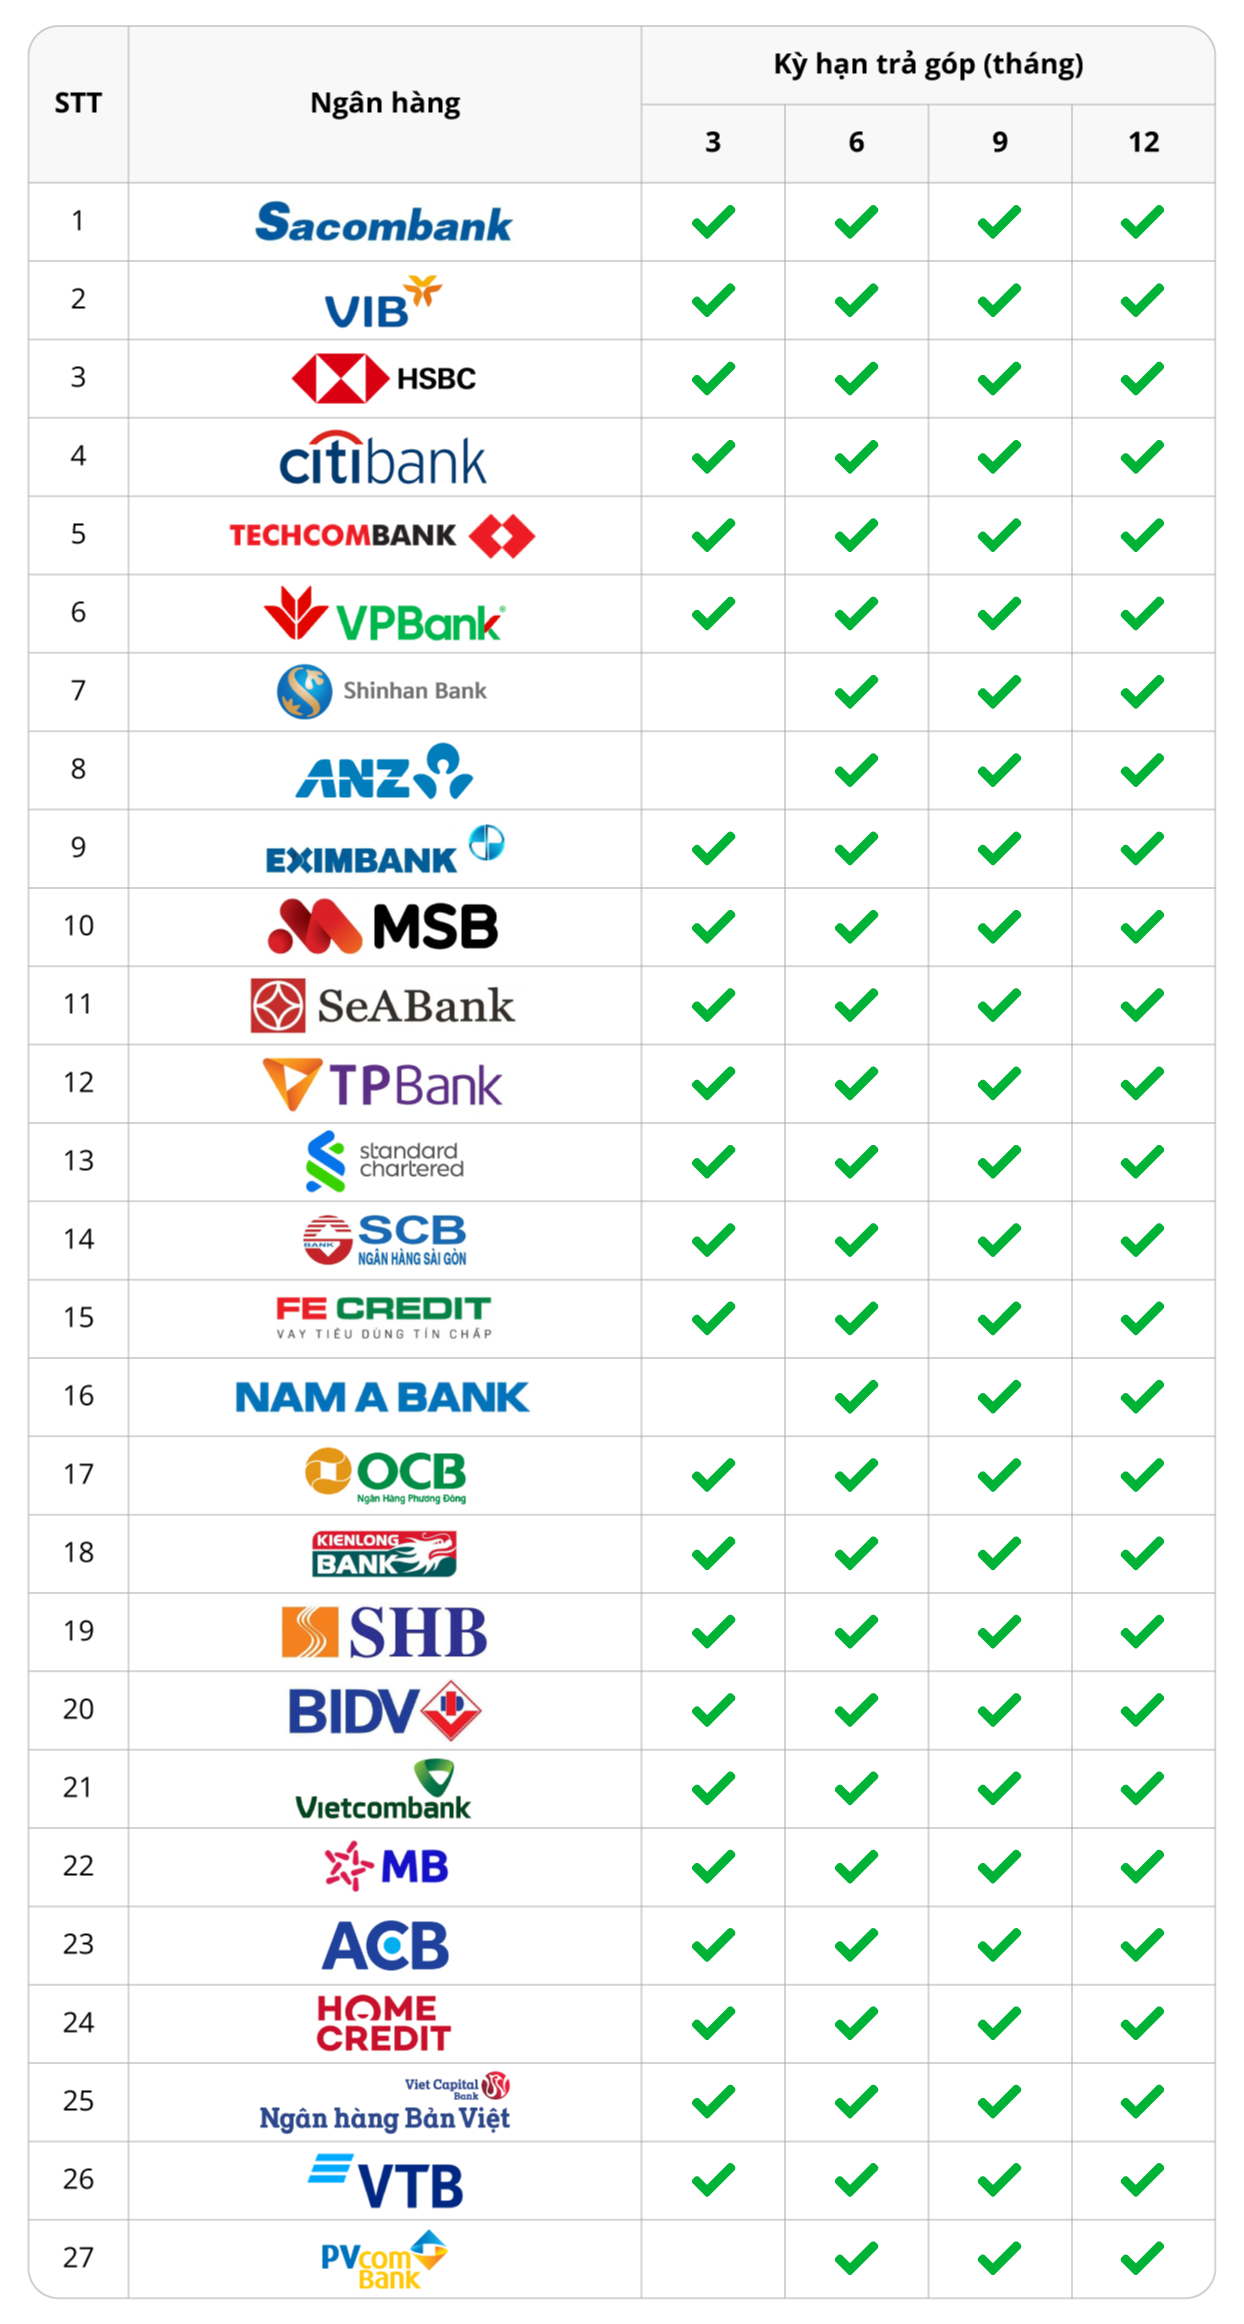 STT
Ngân hàng
Kỳ hạn trả góp (tháng)
3 6 9 12
1 Sacombank
2 VIB
3 HSBC
4 citibank
5 TECHCOMBANK
6 VPBank®
7 Shinhan Bank
8 ANZ
9 EXIMBANK
10 MSB
11 SeABank
12 TPBank
13 standard
chartered
14 BANK SCB
NGÂN HÀNG SÀI GÒN
15 FE CREDIT
VAY TIÊU DÙNG TÍN CHẤP
16 NAM A BANK
17 OCB
Ngân Hàng Phương Đông
18 KIENLONG
BANK
19 SHB
20 BIDV
21 Vietcombank
22 MB
23 ACB
24 HOME
CREDIT
25 Viet Capital
Bank
Ngân hàng Bản Việt
26 VTB
27 PVcom
Bank